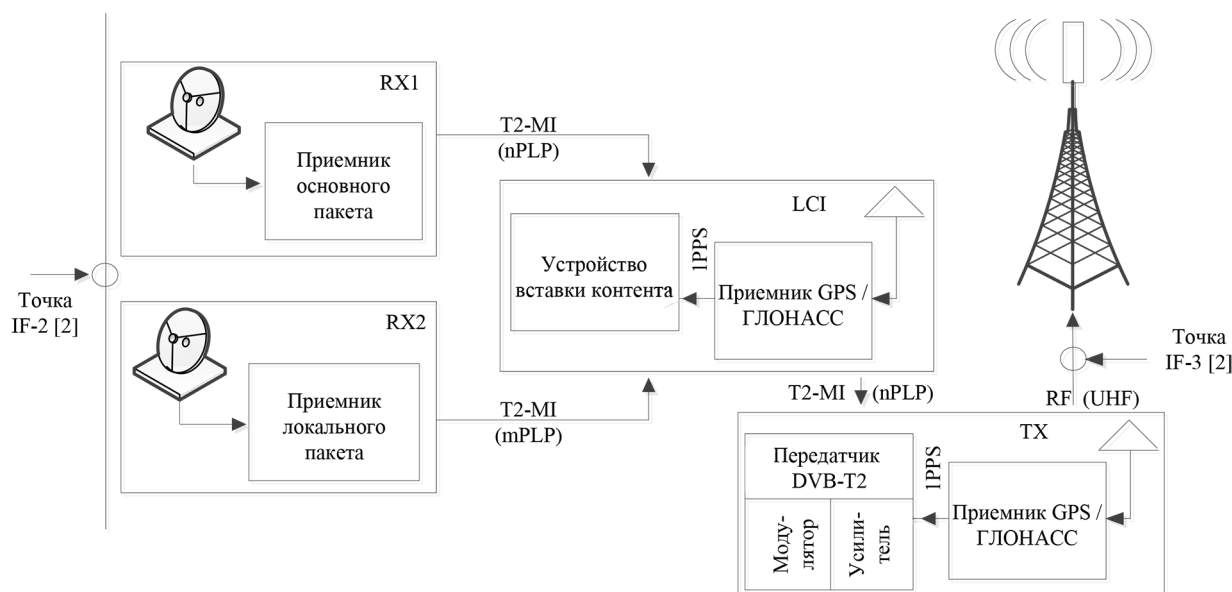 RX1
Приемник
основного
пакета
T2-MI
(nPLP)
Точка
IF-2 [2]
RX2
Приемник
локального
пакета
T2-MI
(mPLP)
LCI
Устройство
вставки контента
1PPS
Приемник GPS /
ГЛОНАСС
T2-MI (nPLP)
Точка
IF-3 [2]
RF (UHF)
TX
Передатчик
DVB-T2
Моду-
лятор
Усили-
тель
1PPS
Приемник GPS /
ГЛОНАСС